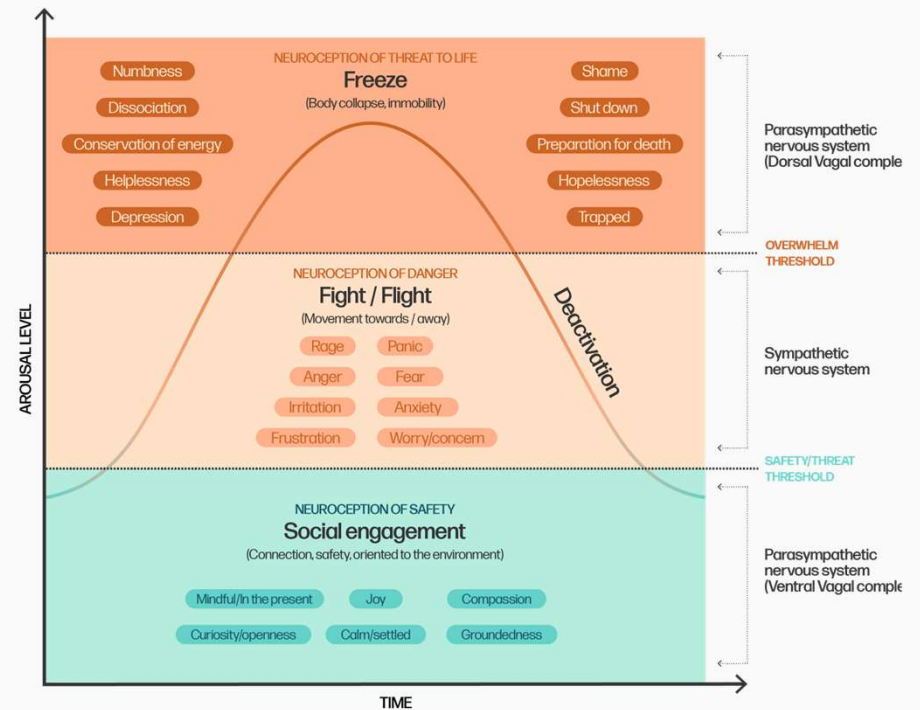 NEUROCEPTION OF THREAT TO LIFE
Freeze
(Body collapse, immobility)
Numbness
Dissociation
Conservation of energy
Helplessness
Depression
Shame
Shut down
Preparation for death
Hopelessness
Trapped
Parasympathetic
nervous system
(Dorsal Vagal comple
OVERWHELM
THRESHOLD
NEUROCEPTION OF DANGER
Fight / Flight
(Movement towards / away)
Rage
Panic
Anger
Fear
Irritation
Anxiety
Frustration
Worry/concern
Deactivation
Sympathetic
nervous system
SAFETY/THREAT
THRESHOLD
NEUROCEPTION OF SAFETY
Social engagement
(Connection, safety, oriented to the environment)
Mindful/In the present
Joy
Compassion
Curiosity/openness
Calm/settled
Groundedness
Parasympathetic
nervous system
(Ventral Vagal comple
AROUSAL LEVEL
TIME